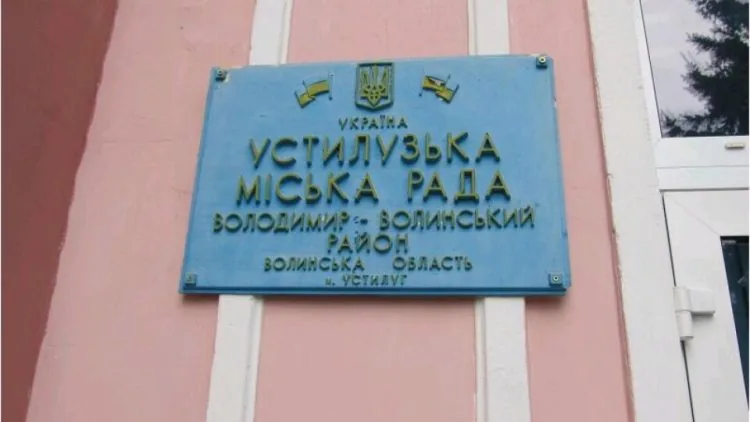 УКРАЇНА
УСТИЛУЗЬКА
МІСЬКА РАДА
ВОЛОДИМИР - ВОЛИНСЬКИЙ
РАЙОН
ВОЛИНСЬКА ОБЛАСТЬ
м. УСТИЛУГ